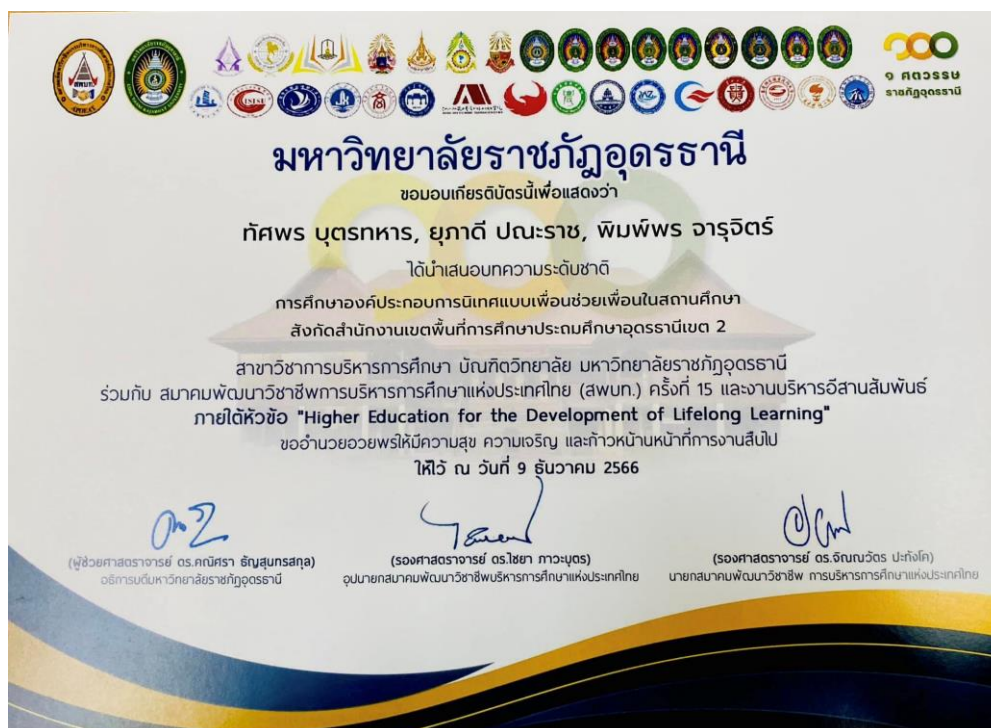 ๑ ศตวรรษ
ราชภัฏอุดรธานี
มหาวิทยาลัยราชภัฏอุดรธานี
ขอมอบเกียรติบัตรนี้เพื่อแสดงว่า
ทัศพร บุตรทหาร, ยุภาดี ปณะราช, พิมพ์พร จารุจิตร์
ได้นำเสนอบทความระดับชาติ
การศึกษาองค์ประกอบการนิเทศแบบเพื่อนช่วยเพื่อนในสถานศึกษา
สังกัดสำนักงานเขตพื้นที่การศึกษาประถมศึกษาอุดรธานีเขต 2
สาขาวิชาการบริหารการศึกษา บัณฑิตวิทยาลัย มหาวิทยาลัยราชภัฏอุดรธานี
ร่วมกับ สมาคมพัฒนาวิชาชีพการบริหารการศึกษาแห่งประเทศไทย (สพบท.) ครั้งที่ 15 และงานบริหารอีสานสัมพันธ์
ภายใต้หัวข้อ "Higher Education for the Development of Lifelong Learning"
ขออำนวยอวยพรให้มีความสุข ความเจริญ และก้าวหน้านหน้าที่การงานสืบไป
ให้ไว้ ณ วันที่ 9 ธันวาคม 2566
(ผู้ช่วยศาสตราจารย์ ดร.คณิศรา ธัญสุนทรสกุล)
อธิการบดีมหาวิทยาลัยราชภัฏอุดรธานี
(รองศาสตราจารย์ ดร.ไชยา ภาวะบุตร)
อุปนายกสมาคมพัฒนาวิชาชีพบริหารการศึกษาแห่งประเทศไทย
(รองศาสตราจารย์ ดร.จิณณวัตร ปะทังโค)
นายกสมาคมพัฒนาวิชาชีพ การบริหารการศึกษาแห่งประเทศไทย